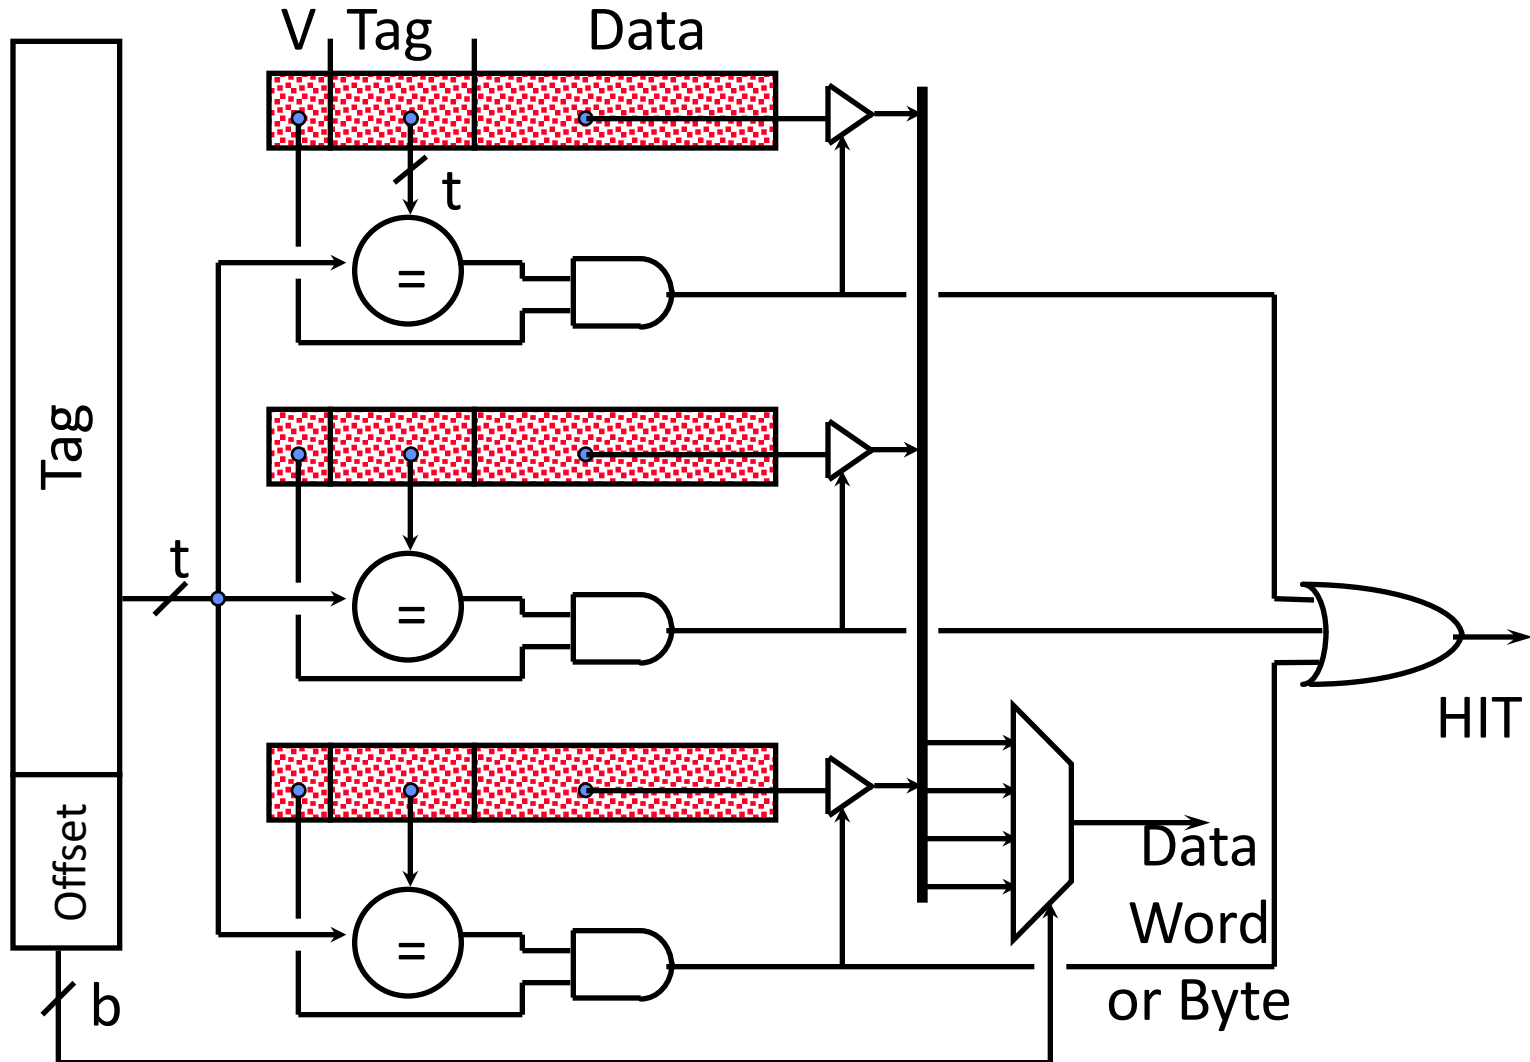 V Tag Data
t
=
Tag
t
=
HIT
Offset
=
Data
Word
or Byte
b